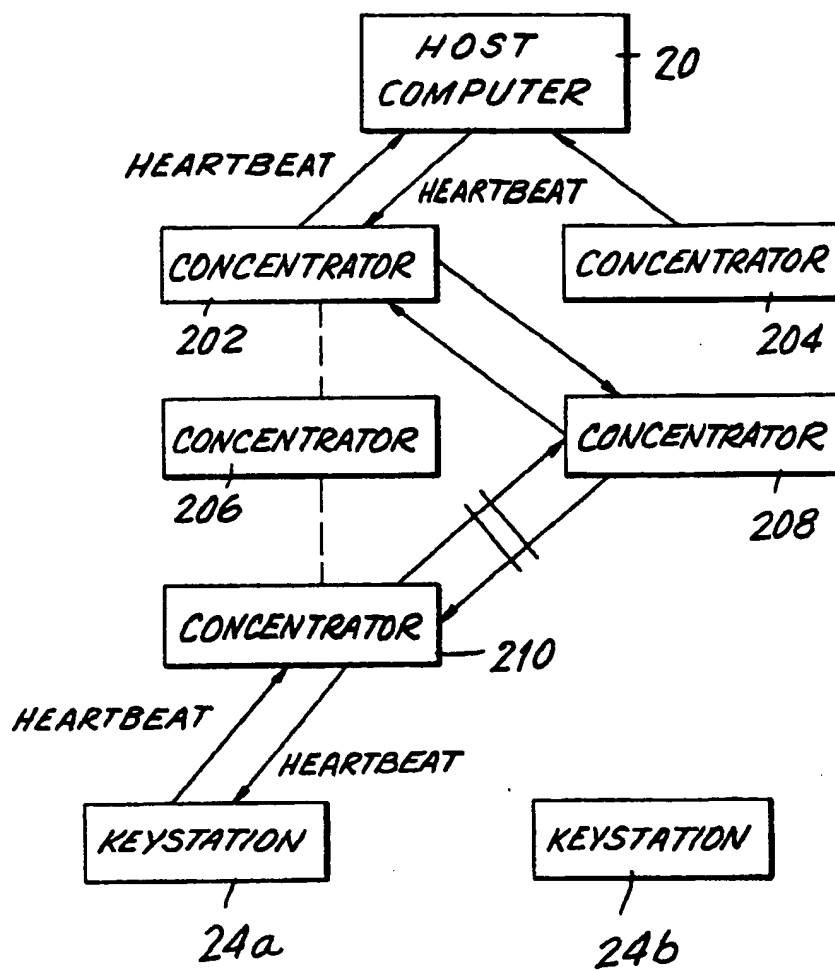 HOST
COMPUTER
20
HEARTBEAT
HEARTBEAT
CONCENTRATOR
CONCENTRATOR
202
204
CONCENTRATOR
CONCENTRATOR
206
208
CONCENTRATOR
210
HEARTBEAT
HEARTBEAT
KEYSTATION
KEYSTATION
24a
24b